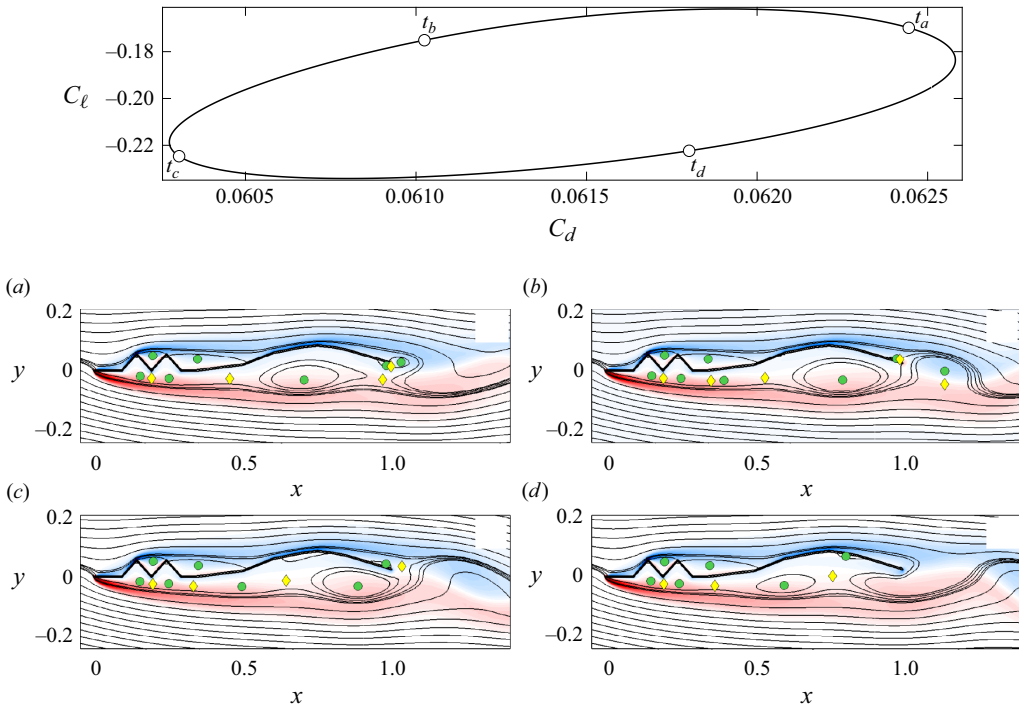 t_b
t_a
−0.18
C_ℓ −0.20
−0.22
t_c
t_d
0.0605 0.0610 0.0615 0.0620 0.0625
C_d
(a) (b)
0.2 0.2
y 0 y 0
−0.2 −0.2
0 0.5 1.0 0 0.5 1.0
x x
(c) (d)
0.2 0.2
y 0 y 0
−0.2 −0.2
0 0.5 1.0 0 0.5 1.0
x x